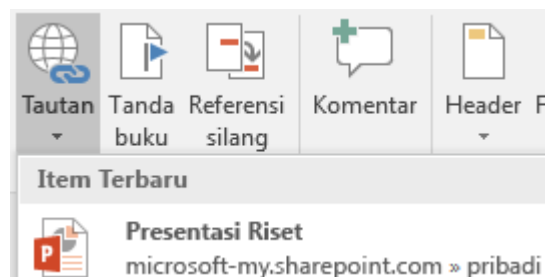 Tautan Tanda Referensi Komentar Header
buku silang
Item Terbaru
P Presentasi Riset
microsoft-my.sharepoint.com » pribadi